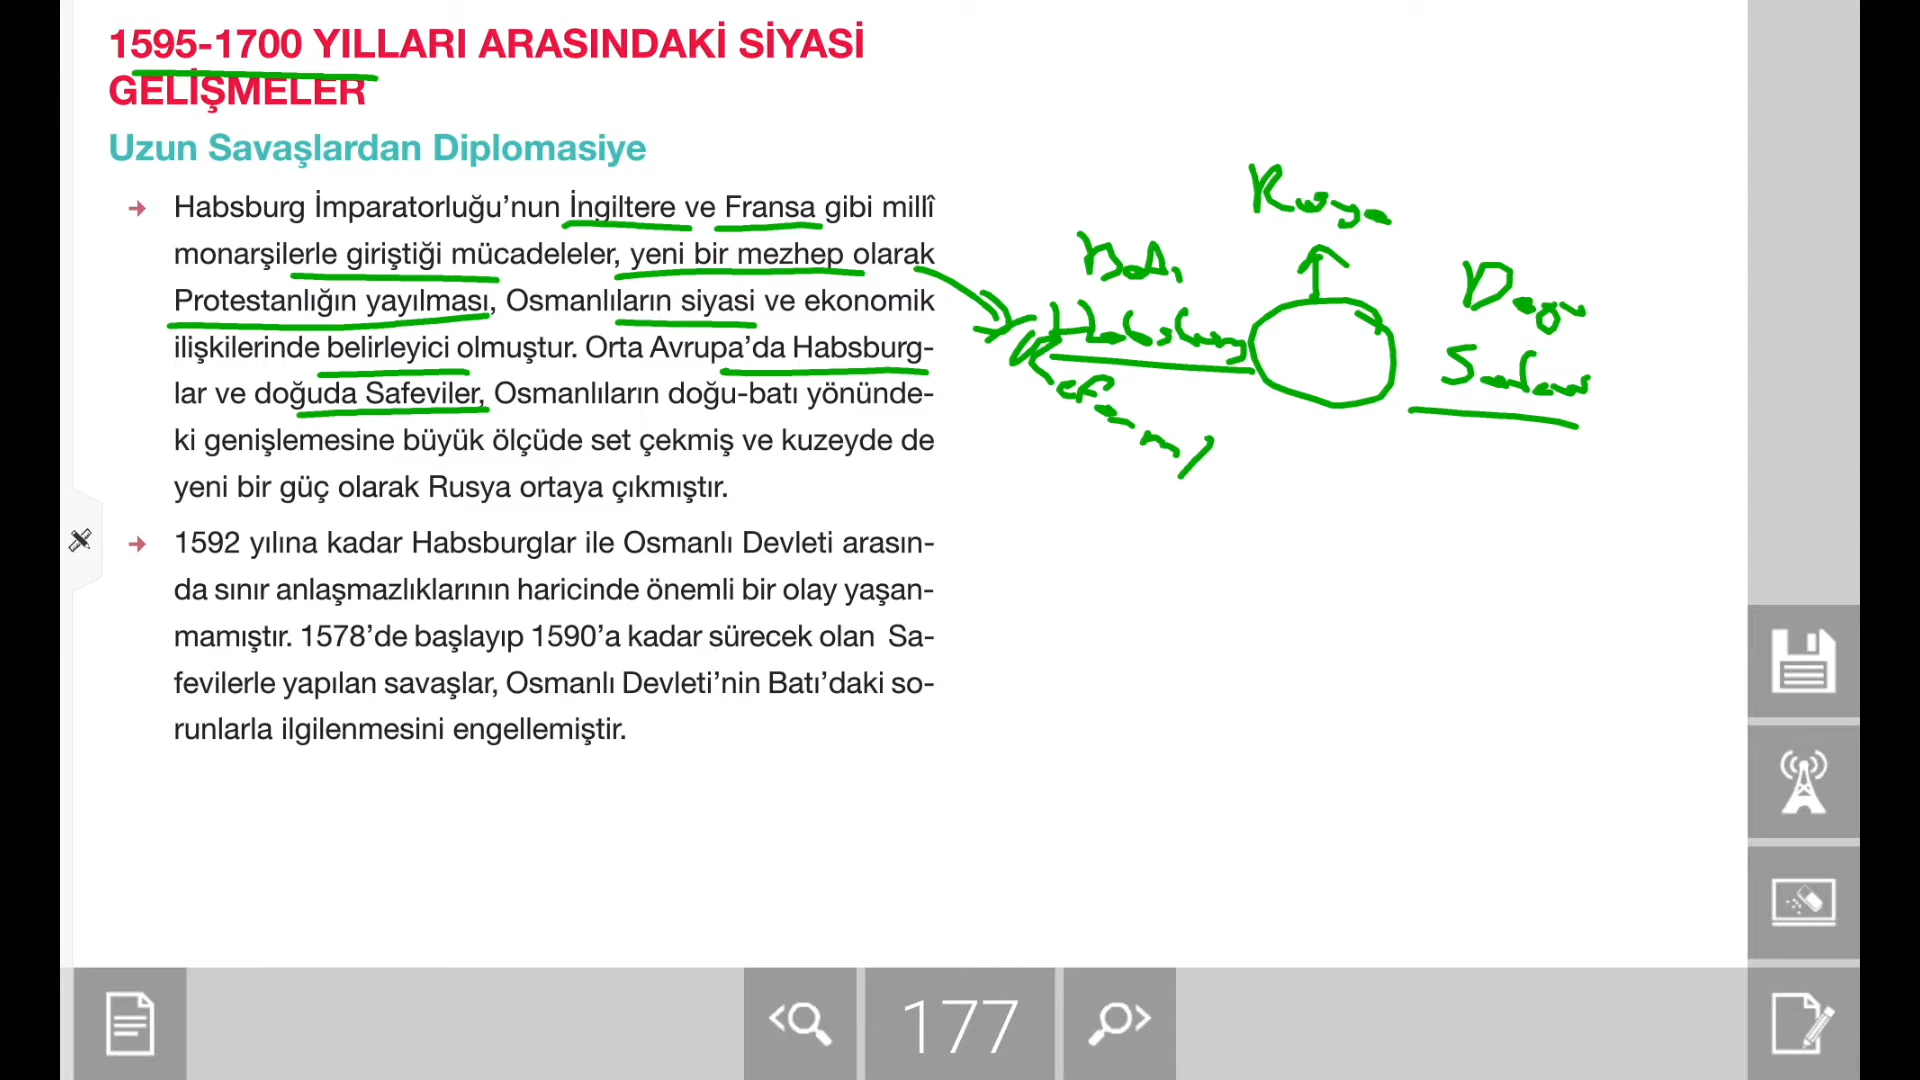 1595-1700 YILLARI ARASINDAKİ SİYASİ
GELİŞMELER
Uzun Savaşlardan Diplomasiye
→ Habsburg İmparatorluğu’nun İngiltere ve Fransa gibi millî
monarşilerle giriştiği mücadeleler, yeni bir mezhep olarak
Protestanlığın yayılması, Osmanlıların siyasi ve ekonomik
ilişkilerinde belirleyici olmuştur. Orta Avrupa’da Habsburg-
lar ve doğuda Safeviler, Osmanlıların doğu-batı yönünde-
ki genişlemesine büyük ölçüde set çekmiş ve kuzeyde de
yeni bir güç olarak Rusya ortaya çıkmıştır.
→ 1592 yılına kadar Habsburglar ile Osmanlı Devleti arasın-
da sınır anlaşmazlıklarının haricinde önemli bir olay yaşan-
mamıştır. 1578’de başlayıp 1590’a kadar sürecek olan Sa-
fevilerle yapılan savaşlar, Osmanlı Devleti’nin Batı’daki so-
runlarla ilgilenmesini engellemiştir.
Rusya
Habsburg
Doğu
Safevi
177